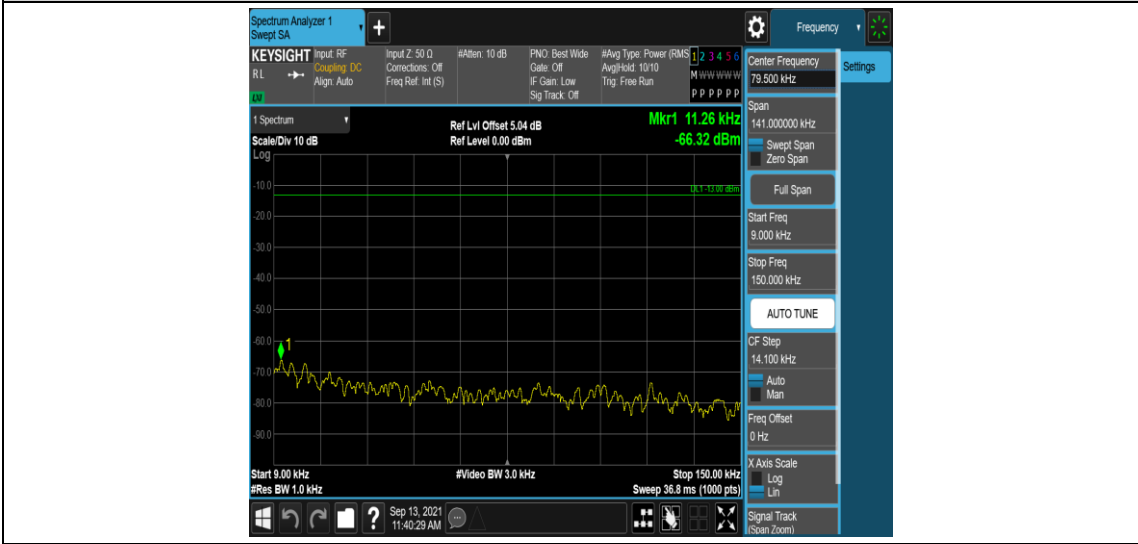 Spectrum Analyzer 1
Swept SA
+
Frequency
KEYSIGHT
RL
Input: RF
Coupling: DC
Align: Auto
Input Z: 50 Ω
Corrections: Off
Freq Ref: Int (S)
#Atten: 10 dB
PNO: Best Wide
Gate: Off
IF Gain: Low
Sig Track: Off
#Avg Type: Power (RMS
Avg|Hold: 10/10
Trig: Free Run
1 2 3 4 5 6
M W W W W W
P P P P P P
1 Spectrum
Scale/Div 10 dB
Log
Ref Lvl Offset 5.04 dB
Ref Level 0.00 dBm
Mkr1 11.26 kHz
-66.32 dBm
DL1 -13.00 dBm
-10.0
-20.0
-30.0
-40.0
-50.0
-60.0
-70.0
-80.0
-90.0
1
Start 9.00 kHz
#Res BW 1.0 kHz
#Video BW 3.0 kHz
Stop 150.00 kHz
Sweep 36.8 ms (1000 pts)
?
Sep 13, 2021
11:40:29 AM
Center Frequency
79.500 kHz
Span
141.000000 kHz
Swept Span
Zero Span
Full Span
Start Freq
9.000 kHz
Stop Freq
150.000 kHz
AUTO TUNE
CF Step
14.100 kHz
Auto
Man
Freq Offset
0 Hz
X Axis Scale
Log
Lin
Signal Track
(Span Zoom)
Settings